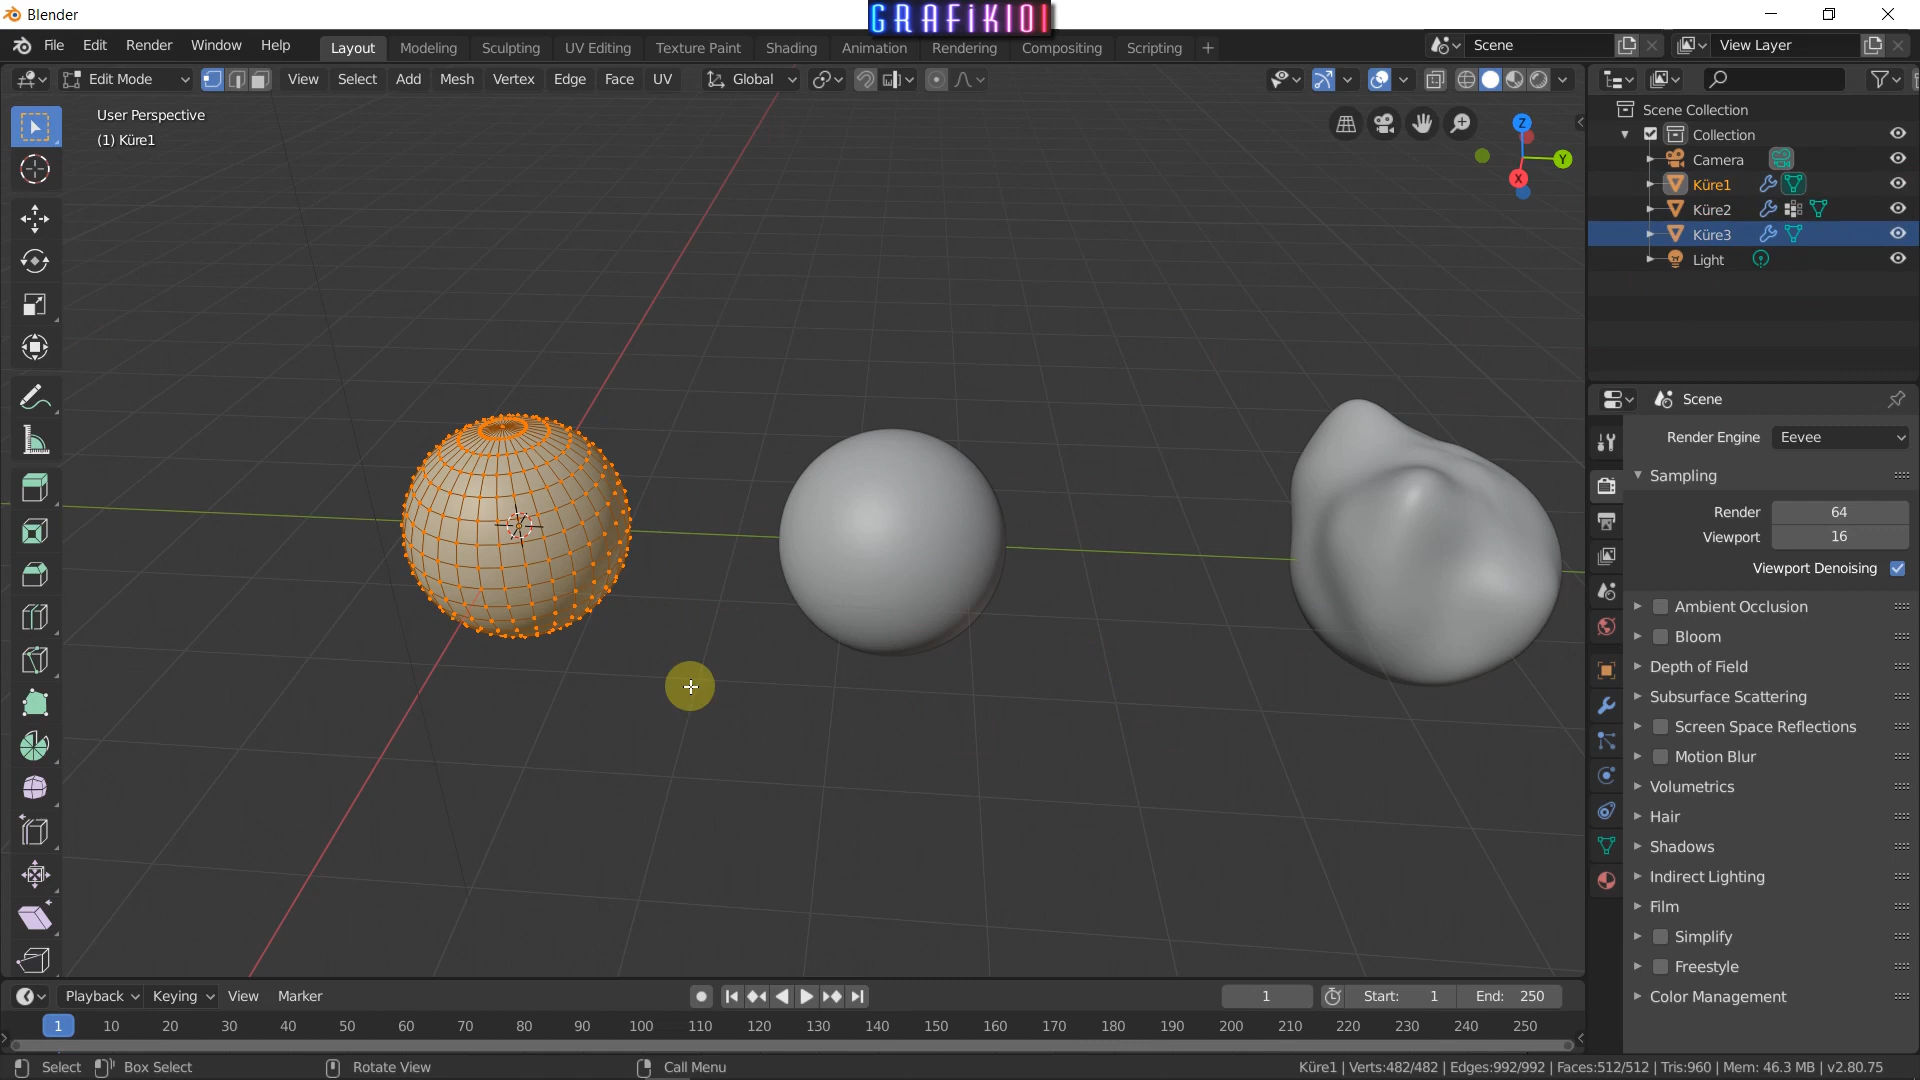 Blender
GRAFiK101
File Edit Render Window Help
Layout Modeling Sculpting UV Editing Texture Paint Shading Animation Rendering Compositing Scripting +
Scene
View Layer
Edit Mode
View Select Add Mesh Vertex Edge Face UV
Global
User Perspective
(1) Küre1
Z
Y
X
Scene Collection
Collection
Camera
Küre1
Küre2
Küre3
Light
Scene
Render Engine Eevee
Sampling
Render 64
Viewport 16
Viewport Denoising
Ambient Occlusion
Bloom
Depth of Field
Subsurface Scattering
Screen Space Reflections
Motion Blur
Volumetrics
Hair
Shadows
Indirect Lighting
Film
Simplify
Freestyle
Color Management
Playback Keying View Marker
1 Start: 1 End: 250
1 10 20 30 40 50 60 70 80 90 100 110 120 130 140 150 160 170 180 190 200 210 220 230 240 250
Select Box Select Rotate View Call Menu
Küre1 | Verts:482/482 | Edges:992/992 | Faces:512/512 | Tris:960 | Mem: 46.3 MB | v2.80.75